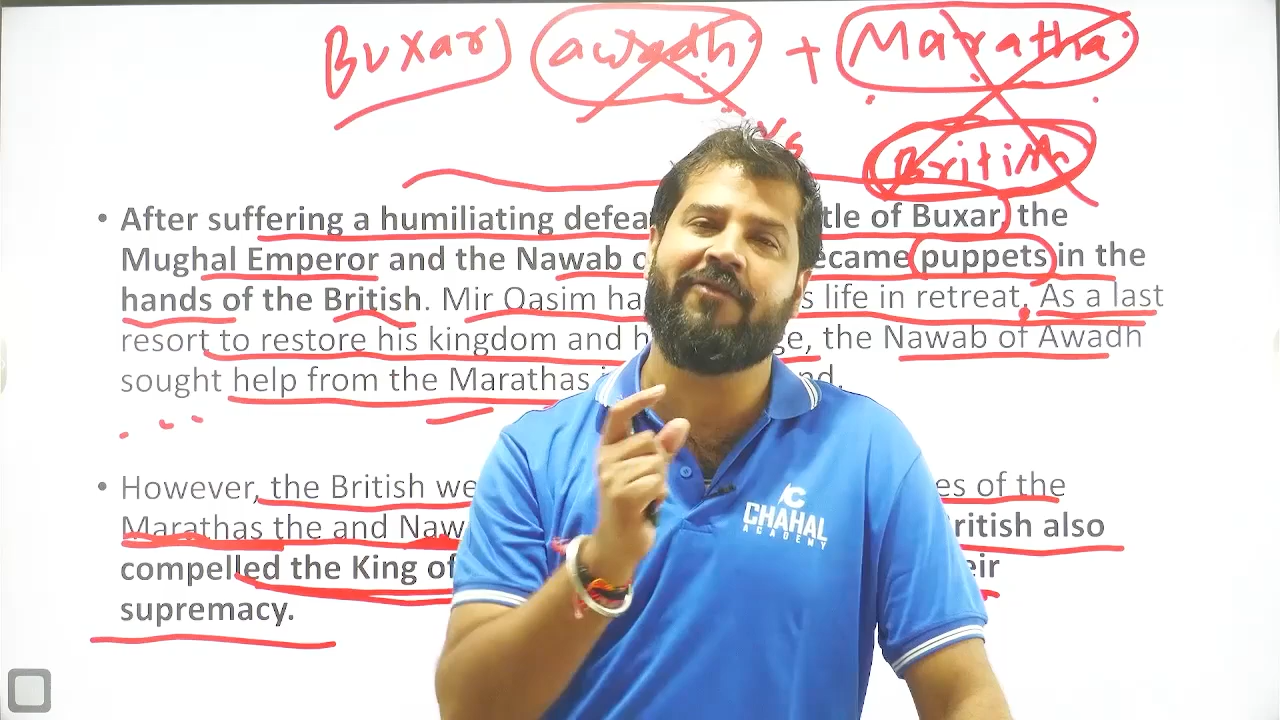 Buxar awadh + Maratha
Vs
British
• After suffering a humiliating defea tle of Buxar, the
Mughal Emperor and the Nawab o ecame puppets in the
hands of the British. Mir Qasim ha s life in retreat. As a last
resort to restore his kingdom and h ge, the Nawab of Awadh
sought help from the Marathas i nd.
• However, the British we es of the
Marathas the and Naw British also
compelled the King of eir
supremacy.
CHAHAL
ACADEMY